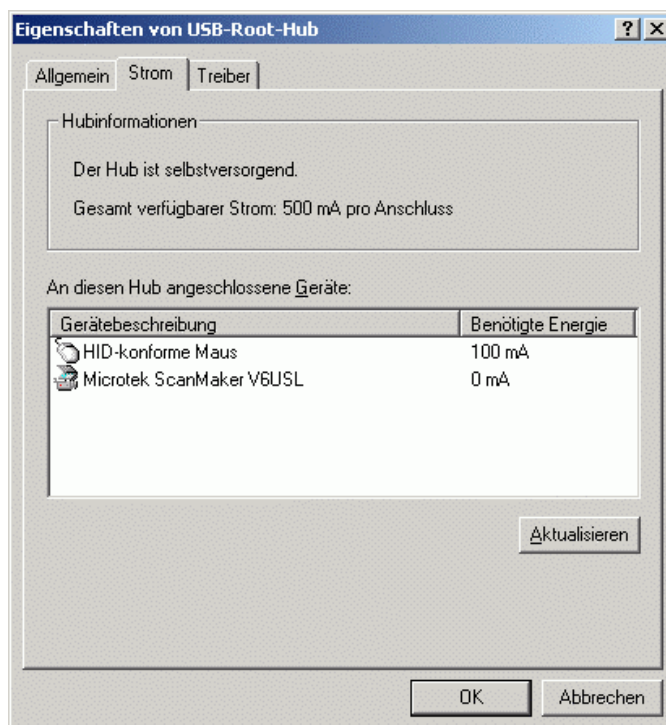 Eigenschaften von USB-Root-Hub
Allgemein Strom Treiber
Hubinformationen
Der Hub ist selbstversorgend.
Gesamt verfügbarer Strom: 500 mA pro Anschluss
An diesen Hub angeschlossene Geräte:
Gerätebeschreibung Benötigte Energie
HID-konforme Maus 100 mA
Microtek ScanMaker V6USL 0 mA
Aktualisieren
OK Abbrechen